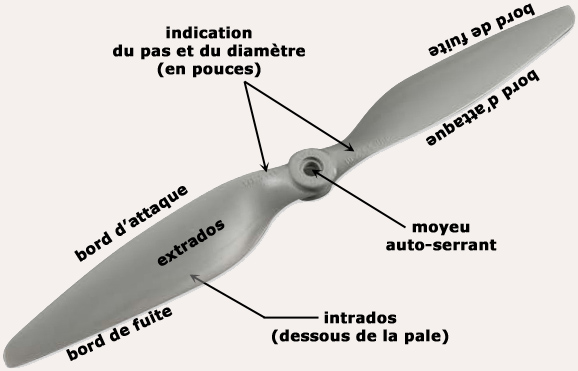 indication
du pas et du diamètre
(en pouces)
bord de fuite
bord d'attaque
bord d'attaque
extrados
moyeu
auto-serrant
bord de fuite
intrados
(dessous de la pale)